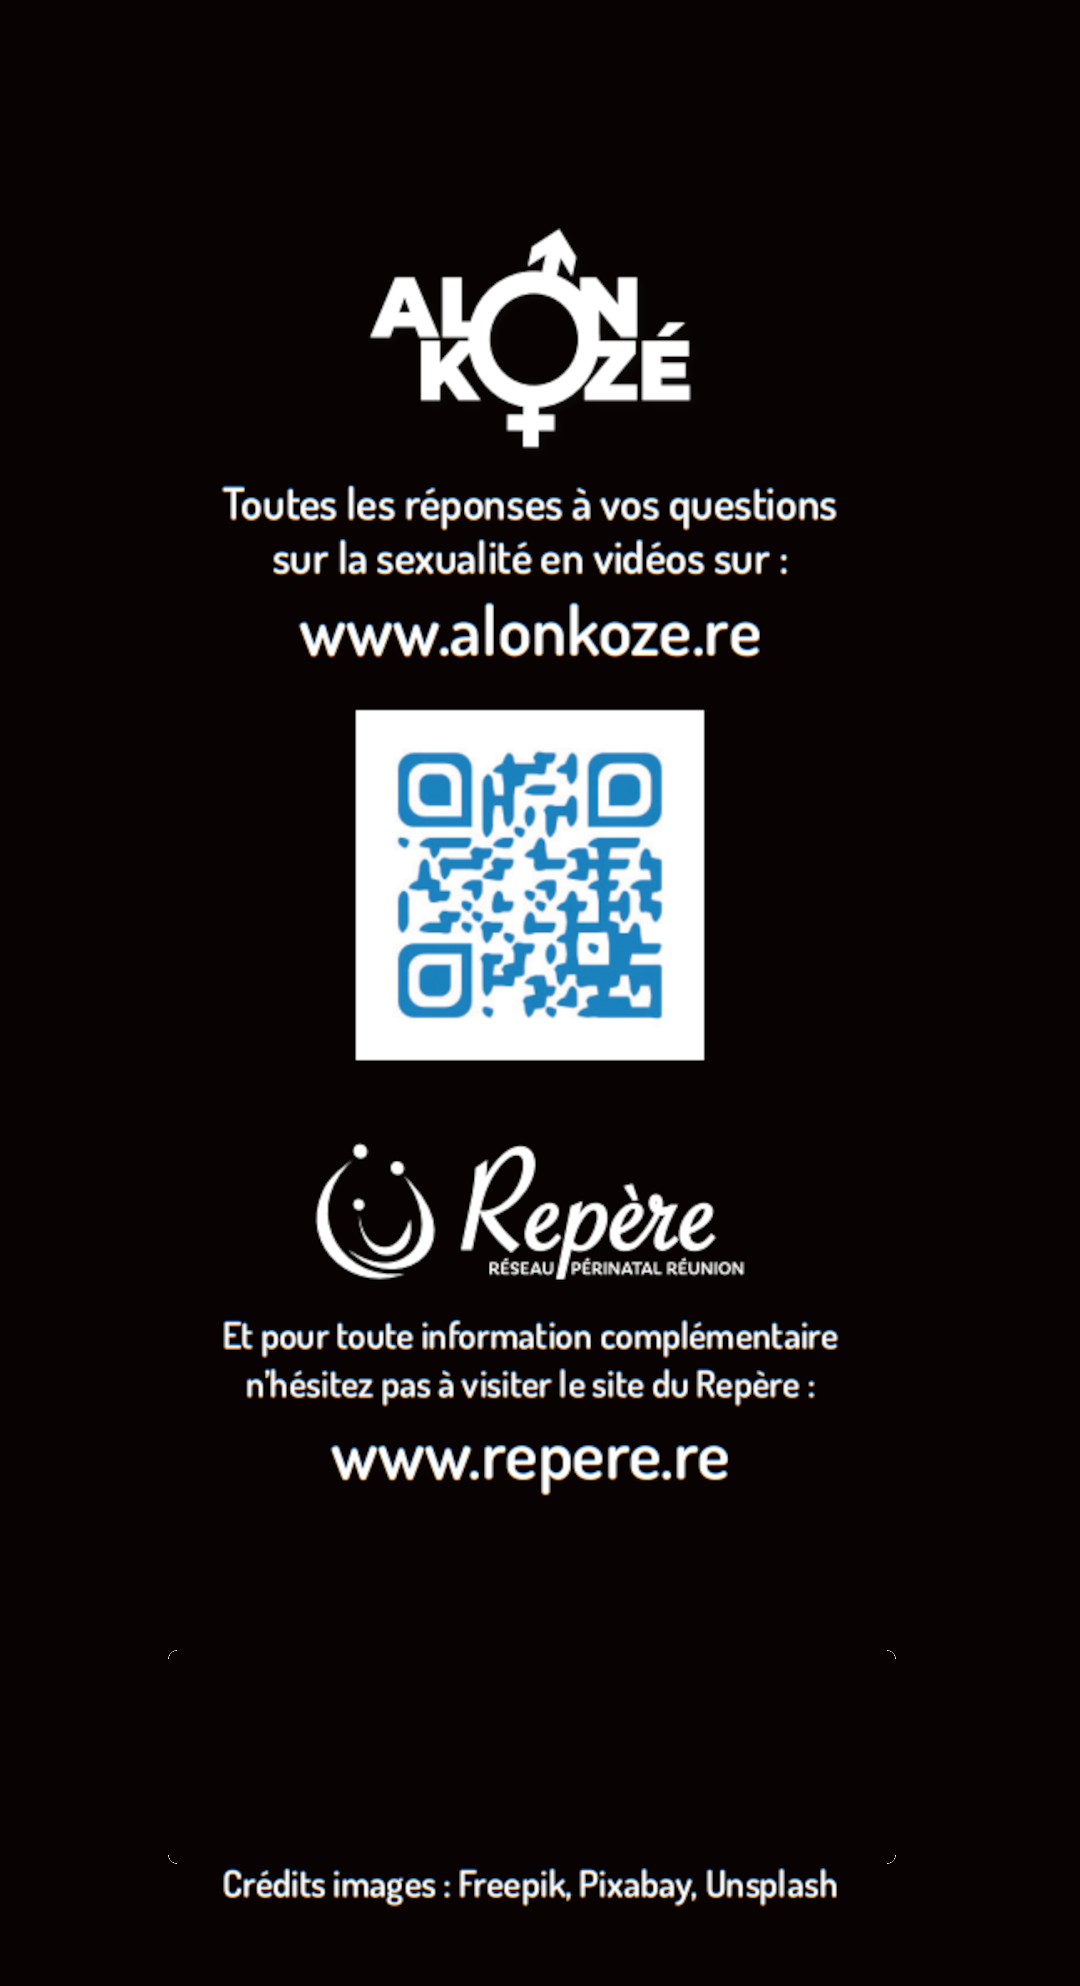 ALON
KOZÉ
Toutes les réponses à vos questions
sur la sexualité en vidéos sur :
www.alonkoze.re
Repère
RÉSEAU PÉRINATAL RÉUNION
Et pour toute information complémentaire
n'hésitez pas à visiter le site du Repère :
www.repere.re
Crédits images : Freepik, Pixabay, Unsplash